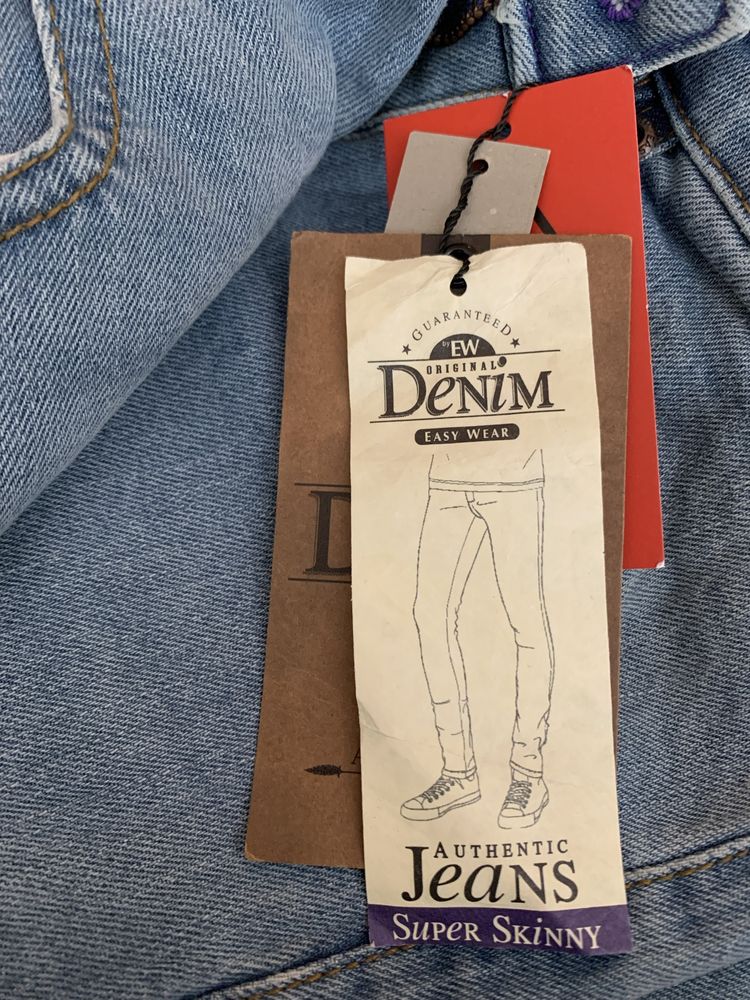 GUARANTEED
by EW
ORIGINAL
DeNiM
EASY WEAR
AUTHENTIC
JeaNS
SuPeR SKiNNY